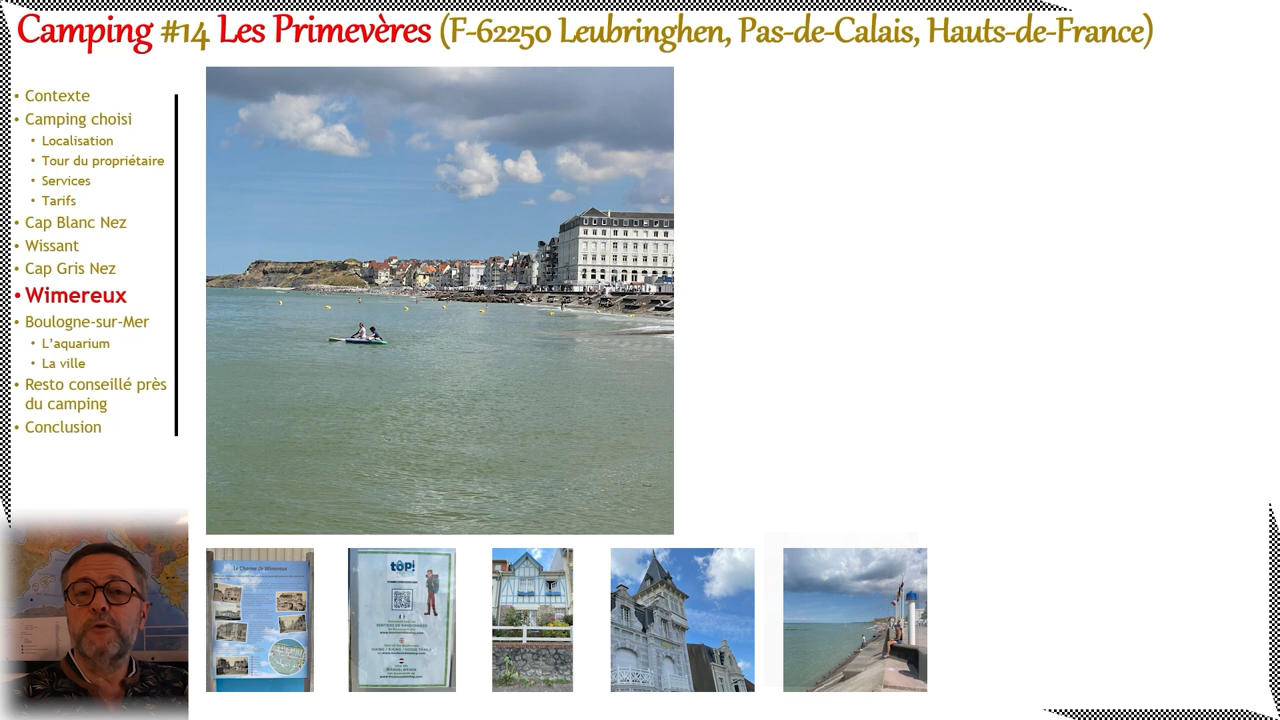 Camping #14 Les Primevères (F-62250 Leubringhen, Pas-de-Calais, Hauts-de-France)
• Contexte
• Camping choisi
• Localisation
• Tour du propriétaire
• Services
• Tarifs
• Cap Blanc Nez
• Wissant
• Cap Gris Nez
• Wimereux
• Boulogne-sur-Mer
• L'aquarium
• La ville
• Resto conseillé près
du camping
• Conclusion
Le Charme de Wimereux
top!